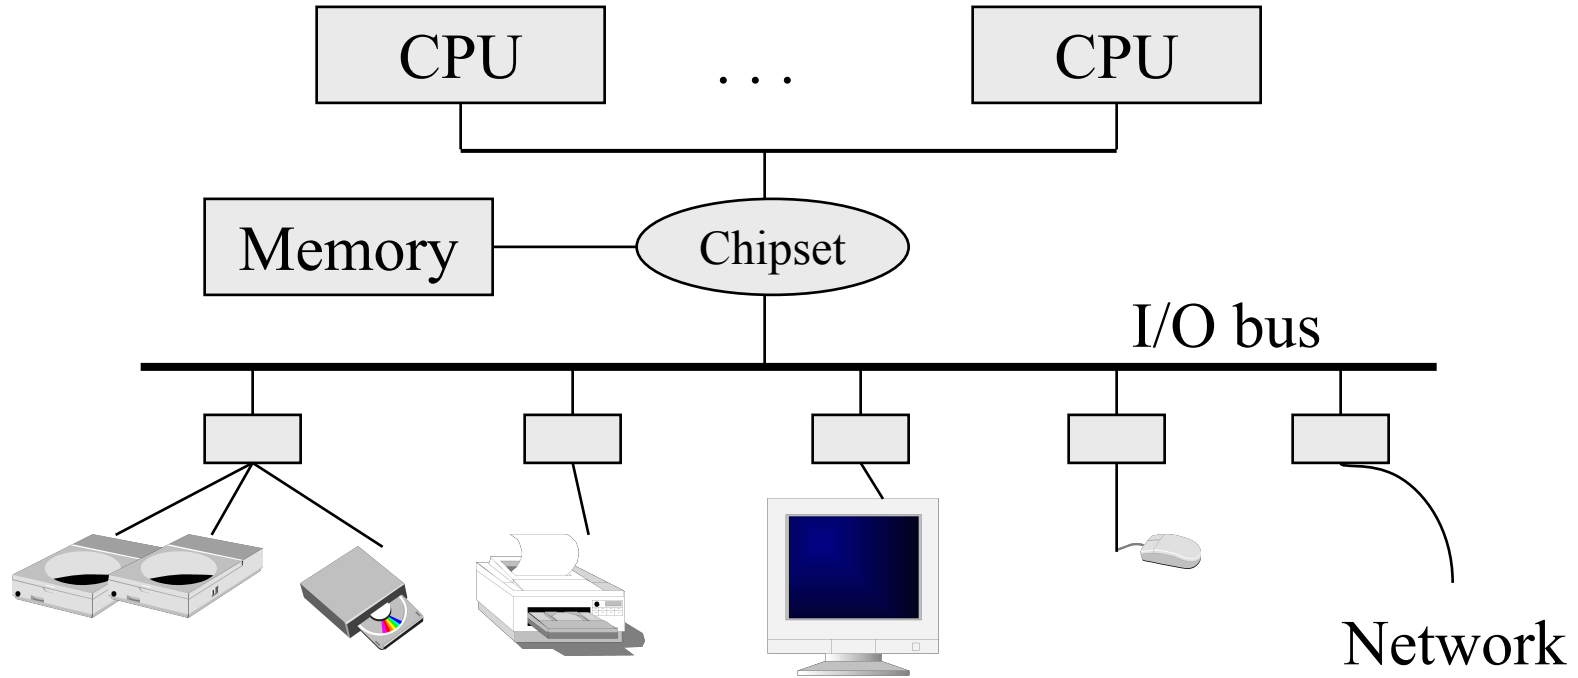 CPU
. . .
CPU
Memory
Chipset
I/O bus
Network